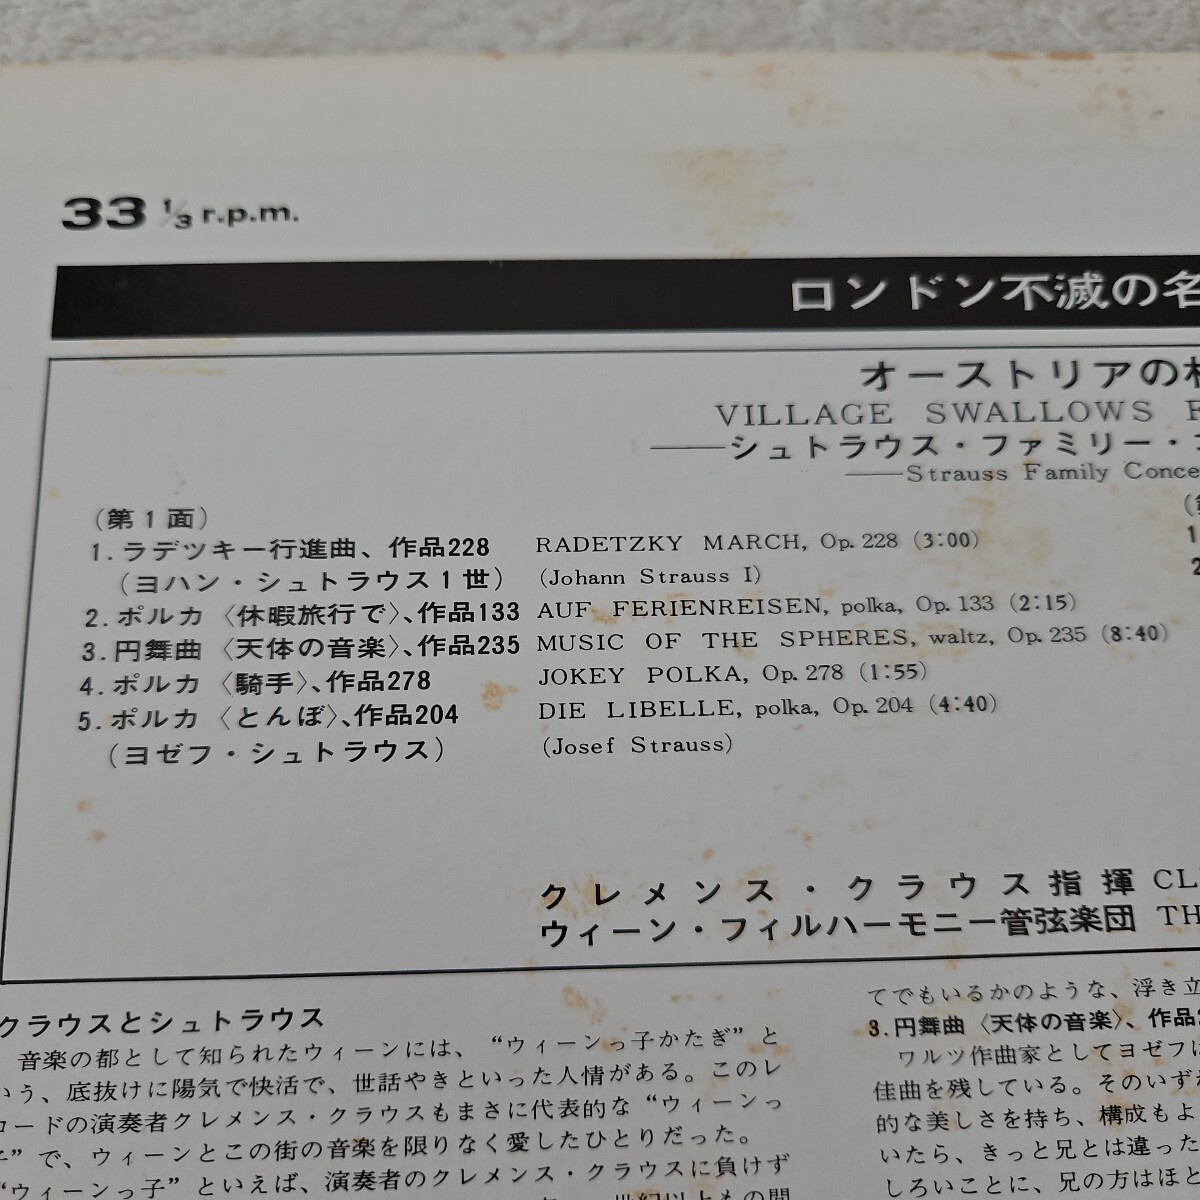 33 1/3 r.p.m.
ロンドン不滅の名
オーストリアの村
VILLAGE SWALLOWS
——シュトラウス・ファミリー・コ
——Strauss Family Conce
(第1面)
1. ラデツキー行進曲、作品228 RADETZKY MARCH, Op. 228 (3:00)
(ヨハン・シュトラウス1世) (Johann Strauss I)
2. ポルカ〈休暇旅行で〉、作品133 AUF FERIENREISEN, polka, Op. 133 (2:15)
3. 円舞曲〈天体の音楽〉、作品235 MUSIC OF THE SPHERES, waltz, Op. 235 (8:40)
4. ポルカ〈騎手〉、作品278 JOKEY POLKA, Op. 278 (1:55)
5. ポルカ〈とんぼ〉、作品204 DIE LIBELLE, polka, Op. 204 (4:40)
(ヨゼフ・シュトラウス) (Josef Strauss)
1
2
クレメンス・クラウス指揮 CL
ウィーン・フィルハーモニー管弦楽団 TH
クラウスとシュトラウス
音楽の都として知られたウィーンには、“ウィーンっ子かたぎ”と
いう、底抜けに陽気で快活で、世話やきといった人情がある。このレ
コードの演奏者クレメンス・クラウスもまさに代表的な“ウィーンっ
子”で、ウィーンとこの街の音楽を限りなく愛したひとりだった。
“ウィーンっ子”といえば、演奏者のクレメンス・クラウスに負けず
世紀以上もの間
てでもいるかのような、浮き立
3. 円舞曲〈天体の音楽〉、作品
ワルツ作曲家としてヨゼフに
佳曲を残している。そのいずれ
的な美しさを持ち、構成もよ
いたら、きっと兄とは違った
しろいことに、兄の方はほと